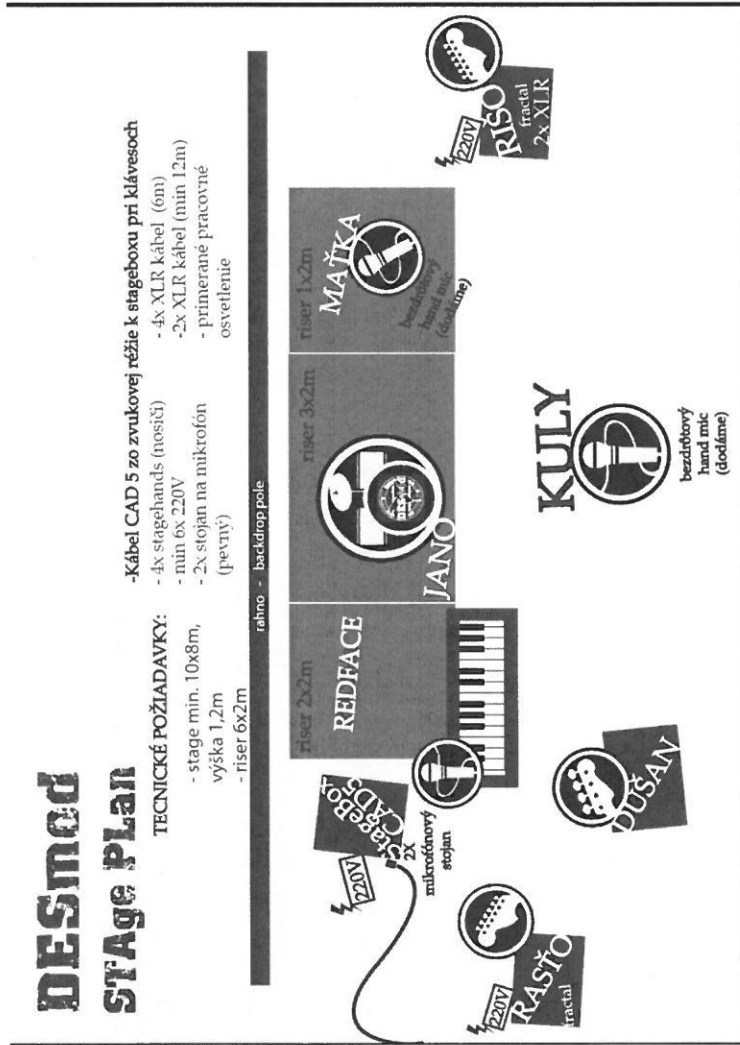 DESmod
STAge PLan
TECNICKÉ POŽIADAVKY:
- stage min. 10x8m,
výška 1,2m
- riser 6x2m
-Kábel CAD 5 zo zvukovej réžie k stageboxu pri klávesoch
- 4x stagehands (nosiči)
- min 6x 220V
- 2x stojan na mikrofón
(pevný)
- 4x XLR kábel (6m)
-2x XLR kábel (min 12m)
- primerané pracovné
osvetlenie
rahno - backdrop pole
220V
StageBox
CAD5
2X
mikrofónový
stojan
riser 2x2m
REDFACE
riser 3x2m
JANO
riser 1x2m
MAŤKA
bezdrôtový
hand mic
(dodáme)
220V
RIŠO
fractal
2x XLR
220V
RASŤO
fractal
DUŠAN
KULY
bezdrôtový
hand mic
(dodáme)